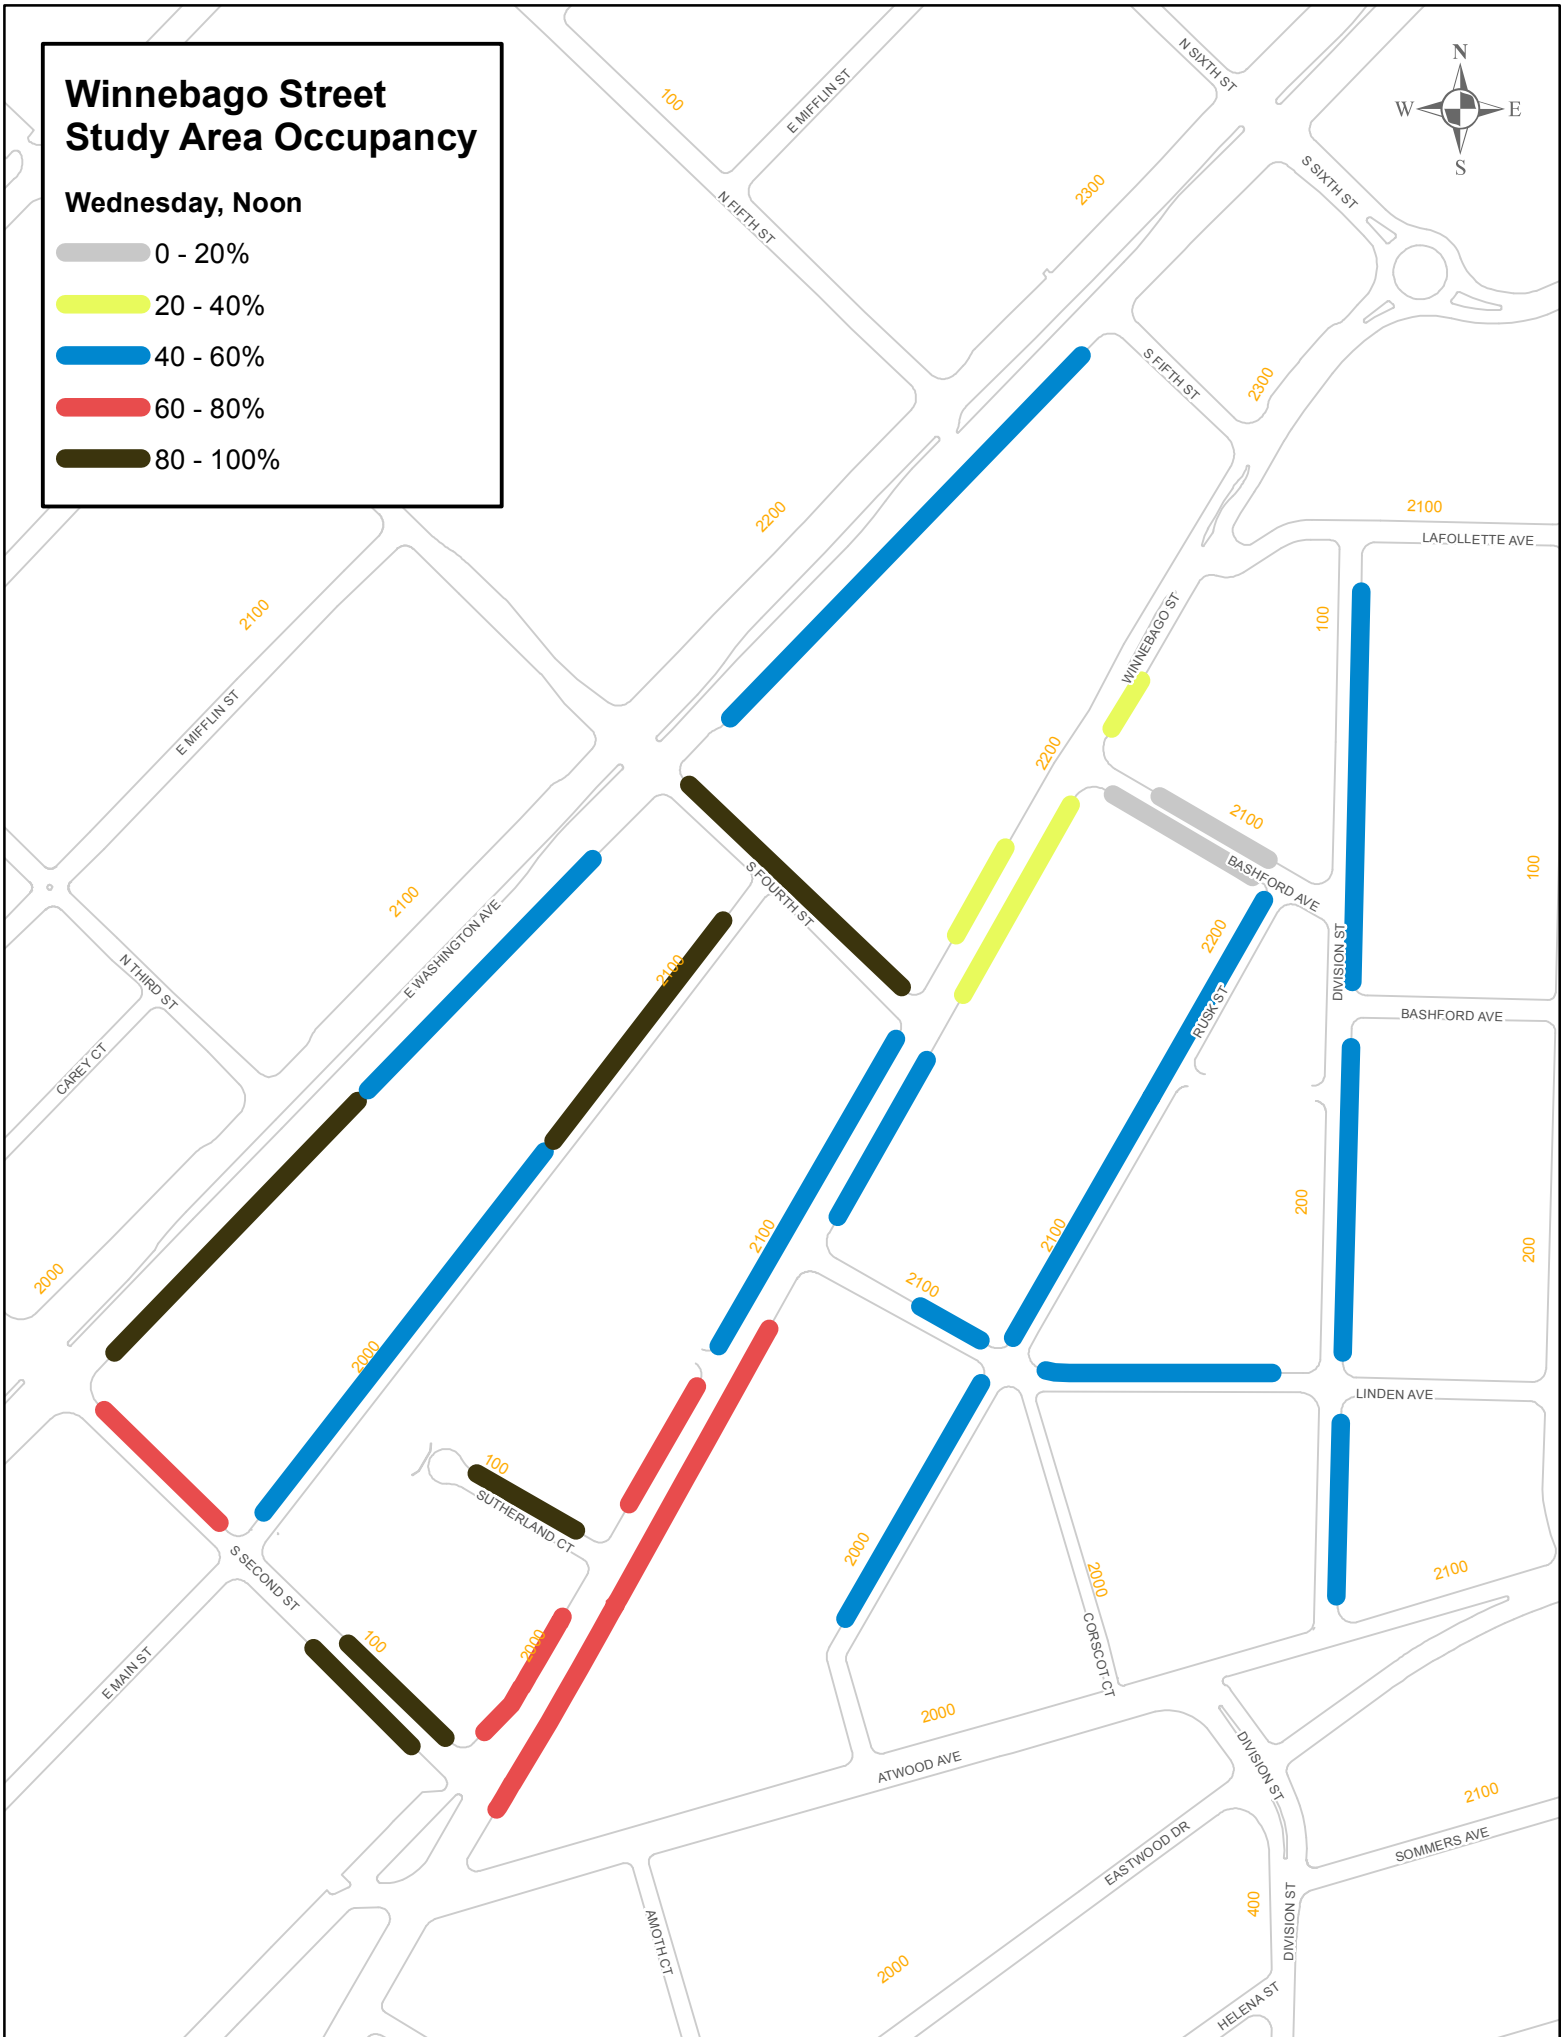 Winnebago Street
Study Area Occupancy
Wednesday, Noon
0 - 20%
20 - 40%
40 - 60%
60 - 80%
80 - 100%
N
W
E
S
100
E MIFFLIN ST
N SIXTH ST
S SIXTH ST
2300
N FIFTH ST
S FIFTH ST
2300
2200
2100
LAFOLLETTE AVE
2100
100
WINNEBAGO ST
E MIFFLIN ST
2200
2100
BASHFORD AVE
100
2100
S FOURTH ST
E WASHINGTON AVE
2200
2100
N THIRD ST
DIVISION ST
RUSK ST
BASHFORD AVE
CAREY CT
200
2100
2100
200
2000
2100
2000
LINDEN AVE
100
SUTHERLAND CT
2000
2000
2100
S SECOND ST
100
2000
CORSCOT CT
E MAIN ST
2000
ATWOOD AVE
DIVISION ST
2100
EASTWOOD DR
SOMMERS AVE
400
DIVISION ST
AMOTH CT
2000
HELENA ST